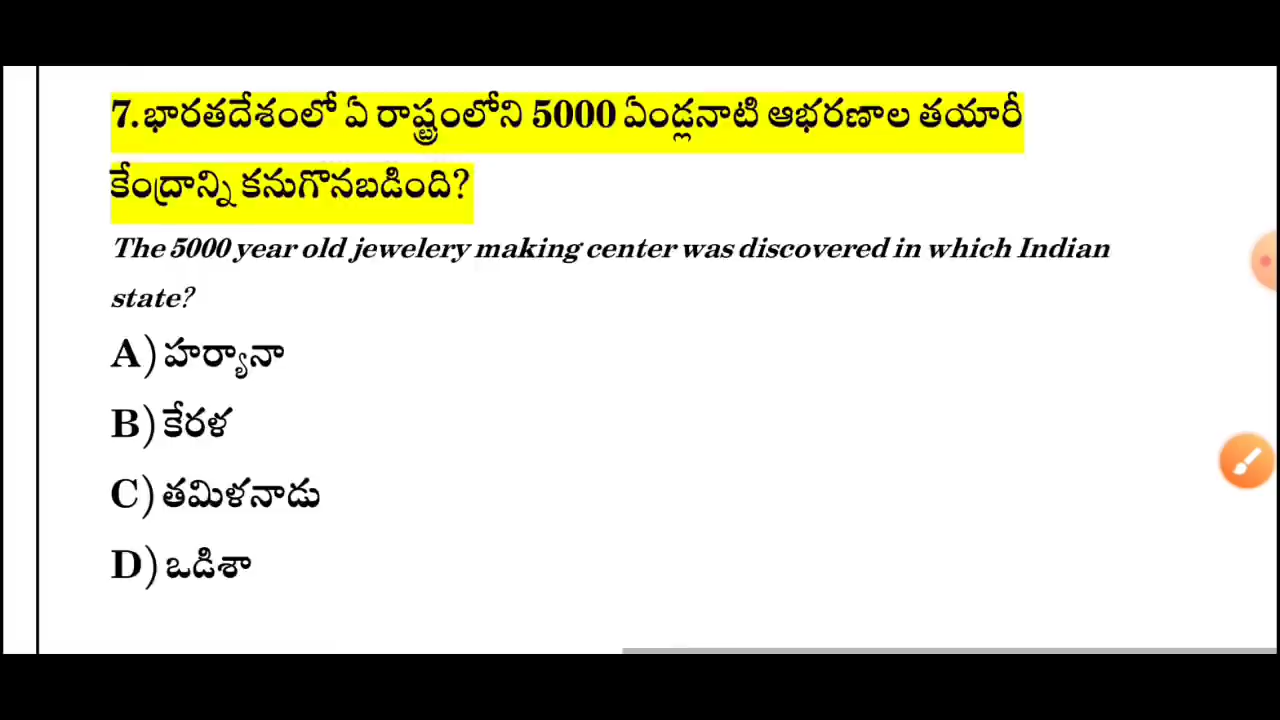 7.భారతదేశంలో ఏ రాష్ట్రంలోని 5000 ఏండ్లనాటి ఆభరణాల తయారీ
కేంద్రాన్ని కనుగొనబడింది?
The 5000 year old jewelery making center was discovered in which Indian
state?
A) హర్యానా
B) కేరళ
C) తమిళనాడు
D) ఒడిశా